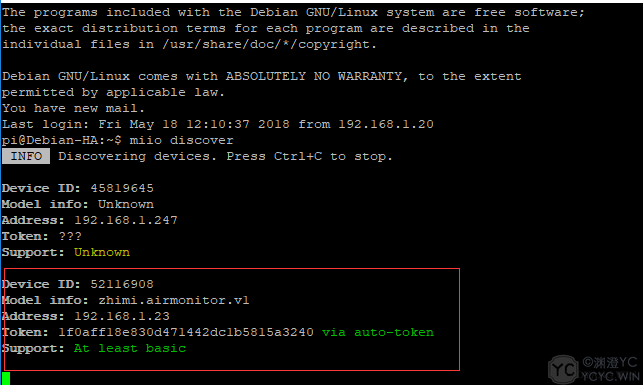 The programs included with the Debian GNU/Linux system are free software;
the exact distribution terms for each program are described in the
individual files in /usr/share/doc/*/copyright.
Debian GNU/Linux comes with ABSOLUTELY NO WARRANTY, to the extent
permitted by applicable law.
You have new mail.
Last login: Fri May 18 12:10:37 2018 from 192.168.1.20
pi@Debian-HA:~$ miio discover
INFO Discovering devices. Press Ctrl+C to stop.
Device ID: 45819645
Model info: Unknown
Address: 192.168.1.247
Token: ???
Support: Unknown
Device ID: 52116908
Model info: zhimi.airmonitor.v1
Address: 192.168.1.23
Token: 1f0aff18e830d471442dc1b5815a3240 via auto-token
Support: At least basic
YC ©渊澄YC
YCYC.WIN